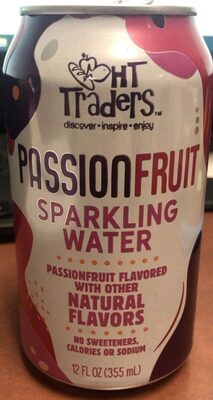 HT
Traders™
discover • inspire • enjoy
PASSIONFRUIT
SPARKLING
WATER
PASSIONFRUIT FLAVORED
WITH OTHER
NATURAL
FLAVORS
NO SWEETENERS,
CALORIES OR SODIUM
12 FL OZ (355 mL)